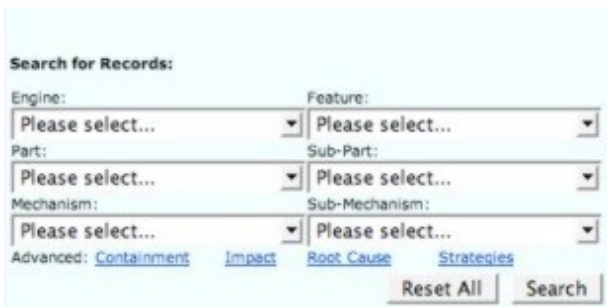 Search for Records:
Engine: Feature:
Please select... Please select...
Part: Sub-Part:
Please select... Please select...
Mechanism: Sub-Mechanism:
Please select... Please select...
Advanced: Containment Impact Root Cause Strategies
Reset All Search